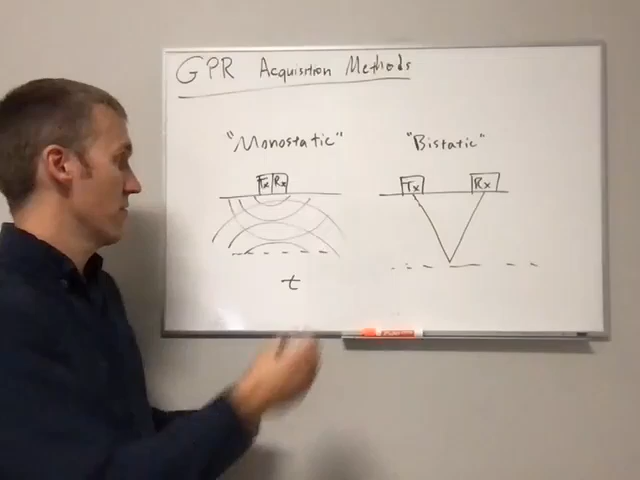 GPR Acquisition Methods
"Monostatic" "Bistatic"
Tx Rx Tx Rx
t